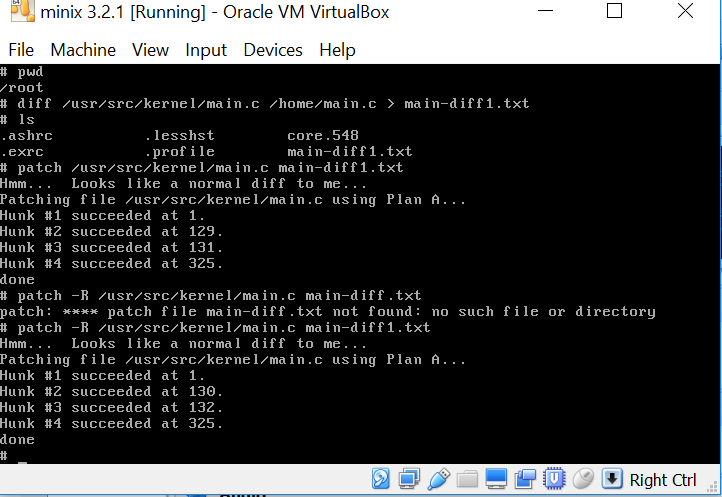 minix 3.2.1 [Running] - Oracle VM VirtualBox
File Machine View Input Devices Help
# pwd
/root
# diff /usr/src/kernel/main.c /home/main.c > main-diff1.txt
# ls
.ashrc .lesshst core.548
.exrc .profile main-diff1.txt
# patch /usr/src/kernel/main.c main-diff1.txt
Hmm... Looks like a normal diff to me...
Patching file /usr/src/kernel/main.c using Plan A...
Hunk #1 succeeded at 1.
Hunk #2 succeeded at 129.
Hunk #3 succeeded at 131.
Hunk #4 succeeded at 325.
done
# patch -R /usr/src/kernel/main.c main-diff.txt
patch: **** patch file main-diff.txt not found: no such file or directory
# patch -R /usr/src/kernel/main.c main-diff1.txt
Hmm... Looks like a normal diff to me...
Patching file /usr/src/kernel/main.c using Plan A...
Hunk #1 succeeded at 1.
Hunk #2 succeeded at 130.
Hunk #3 succeeded at 132.
Hunk #4 succeeded at 325.
done
# _
Right Ctrl